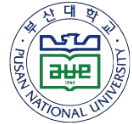 부산대학교
PUSAN NATIONAL UNIVERSITY